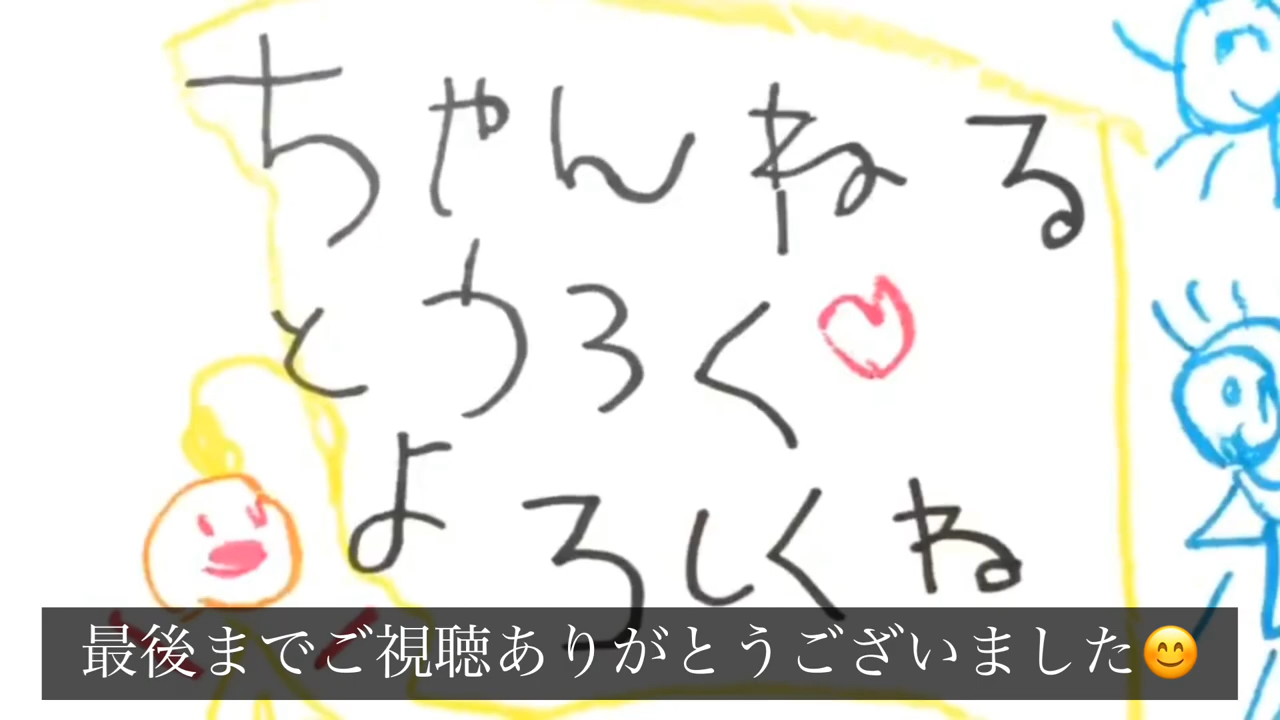 ちゃんねる
とうろく♡
よろしくね
最後までご視聴ありがとうございました😊